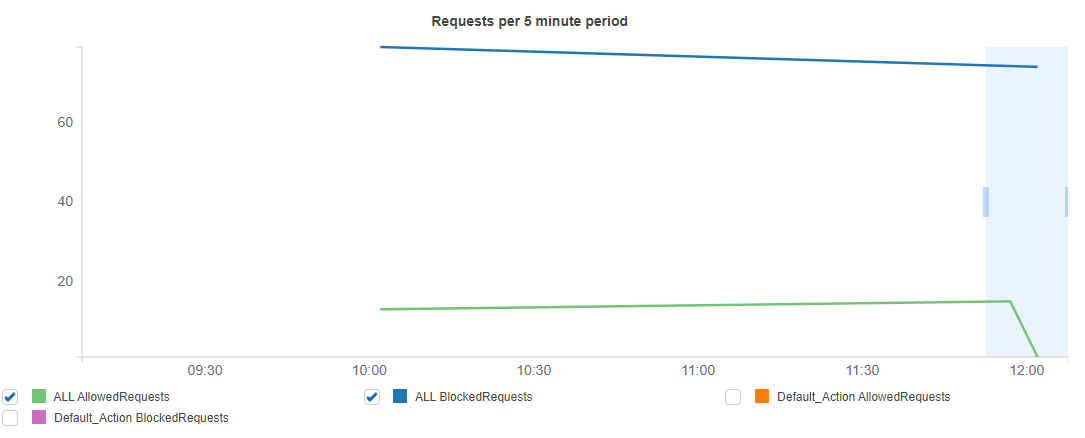 Requests per 5 minute period
60
40
20
09:30 10:00 10:30 11:00 11:30 12:00
ALL AllowedRequests ALL BlockedRequests Default_Action AllowedRequests
Default_Action BlockedRequests